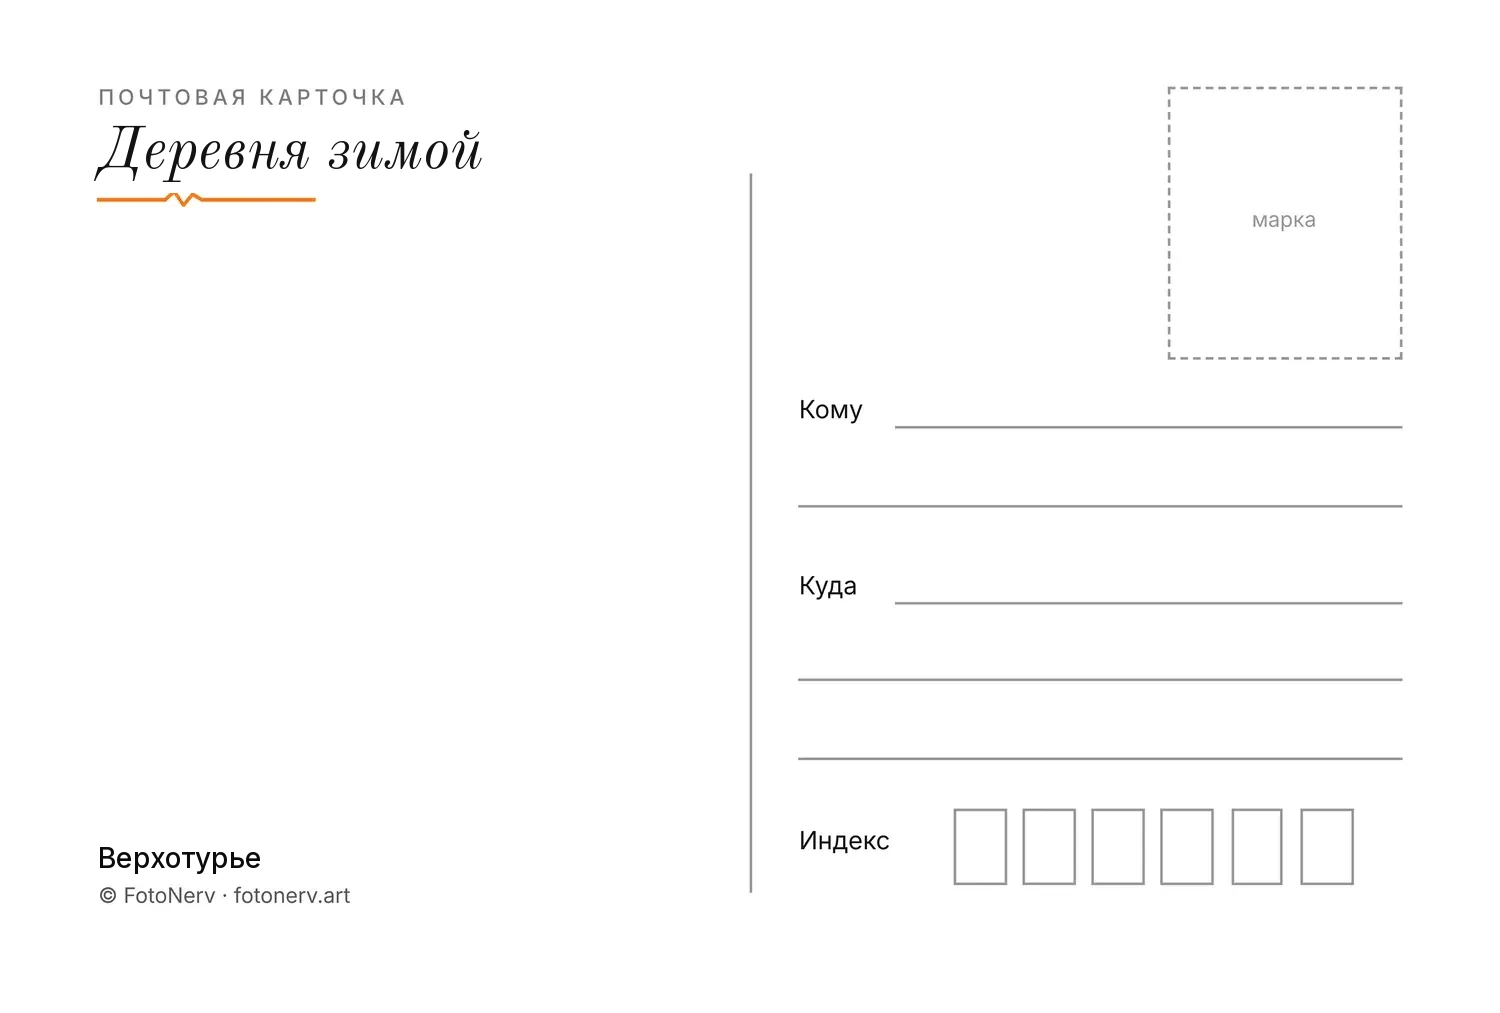 ПОЧТОВАЯ КАРТОЧКА
Деревня зимой
марка
Кому
Куда
Индекс
Верхотурье
© FotoNerv · fotonerv.art